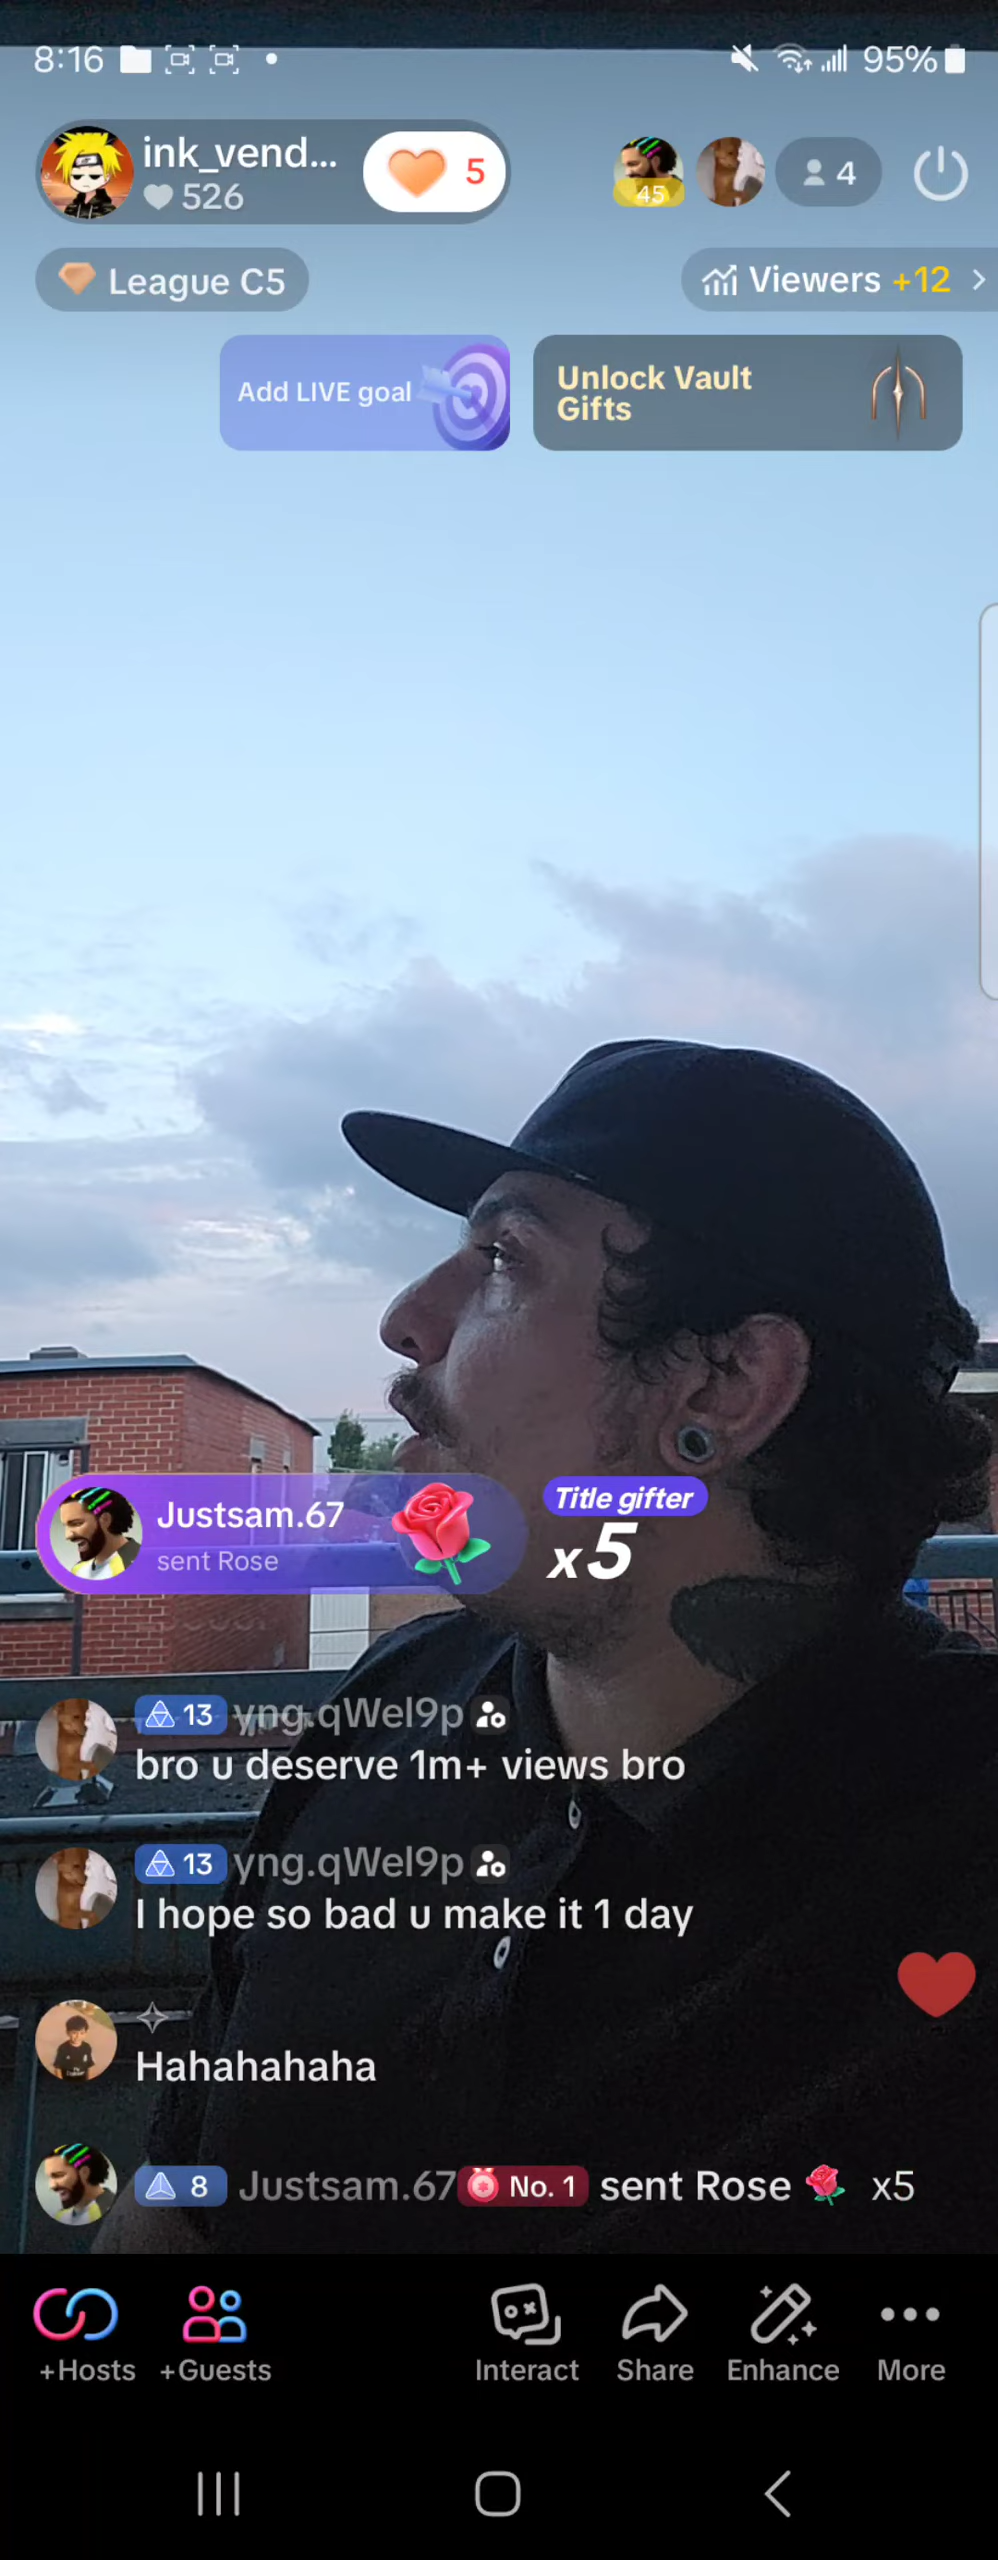 8:16
95%
ink_vend...
526
5
45
4
League C5
Viewers +12 >
Add LIVE goal
Unlock Vault
Gifts
Justsam.67
sent Rose
Title gifter
x5
13 yng.qWel9p
bro u deserve 1m+ views bro
13 yng.qWel9p
I hope so bad u make it 1 day
Hahahahaha
8 Justsam.67 No. 1 sent Rose x5
+Hosts
+Guests
Interact
Share
Enhance
More